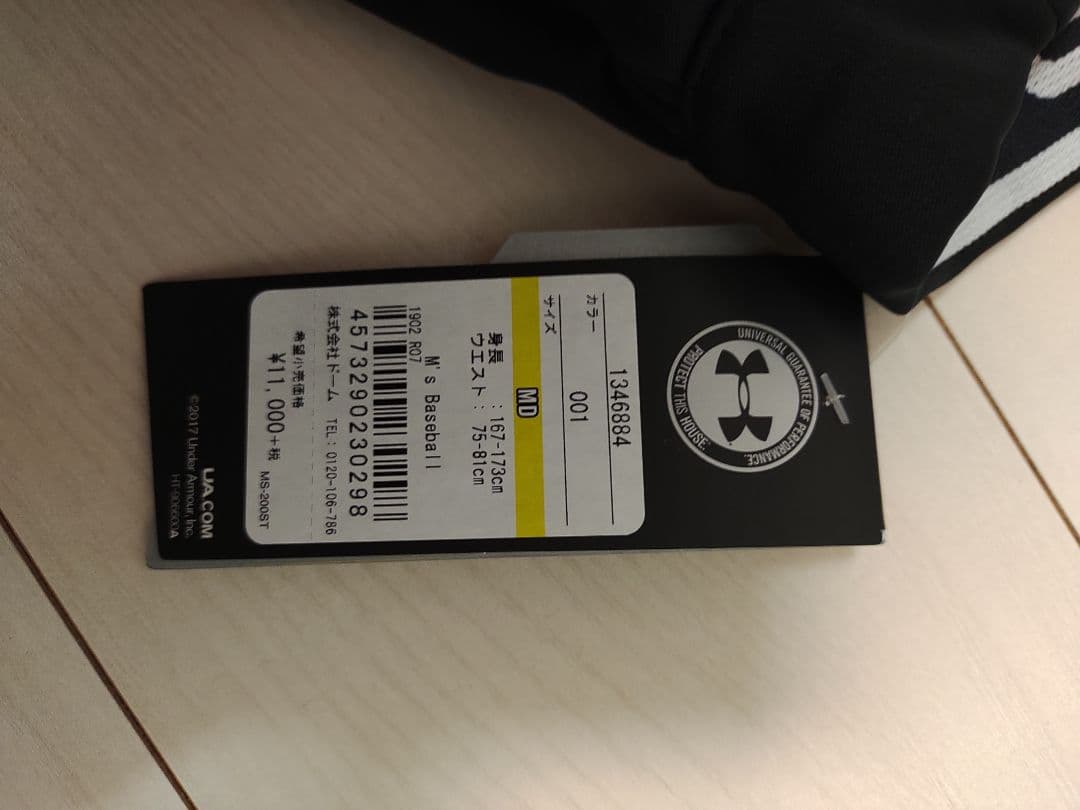 UNIVERSAL GUARANTEE OF PERFORMANCE.
PROTECT THIS HOUSE.
1346884
カラー 001
サイズ MD
身長 : 167-173cm
ウエスト : 75-81cm
M's Baseball
1902 R07
4573290230298
株式会社ドーム TEL:0120-106-786
希望小売価格
¥11,000+税 MS-200ST
UA.COM
©2017 Under Armour, Inc.